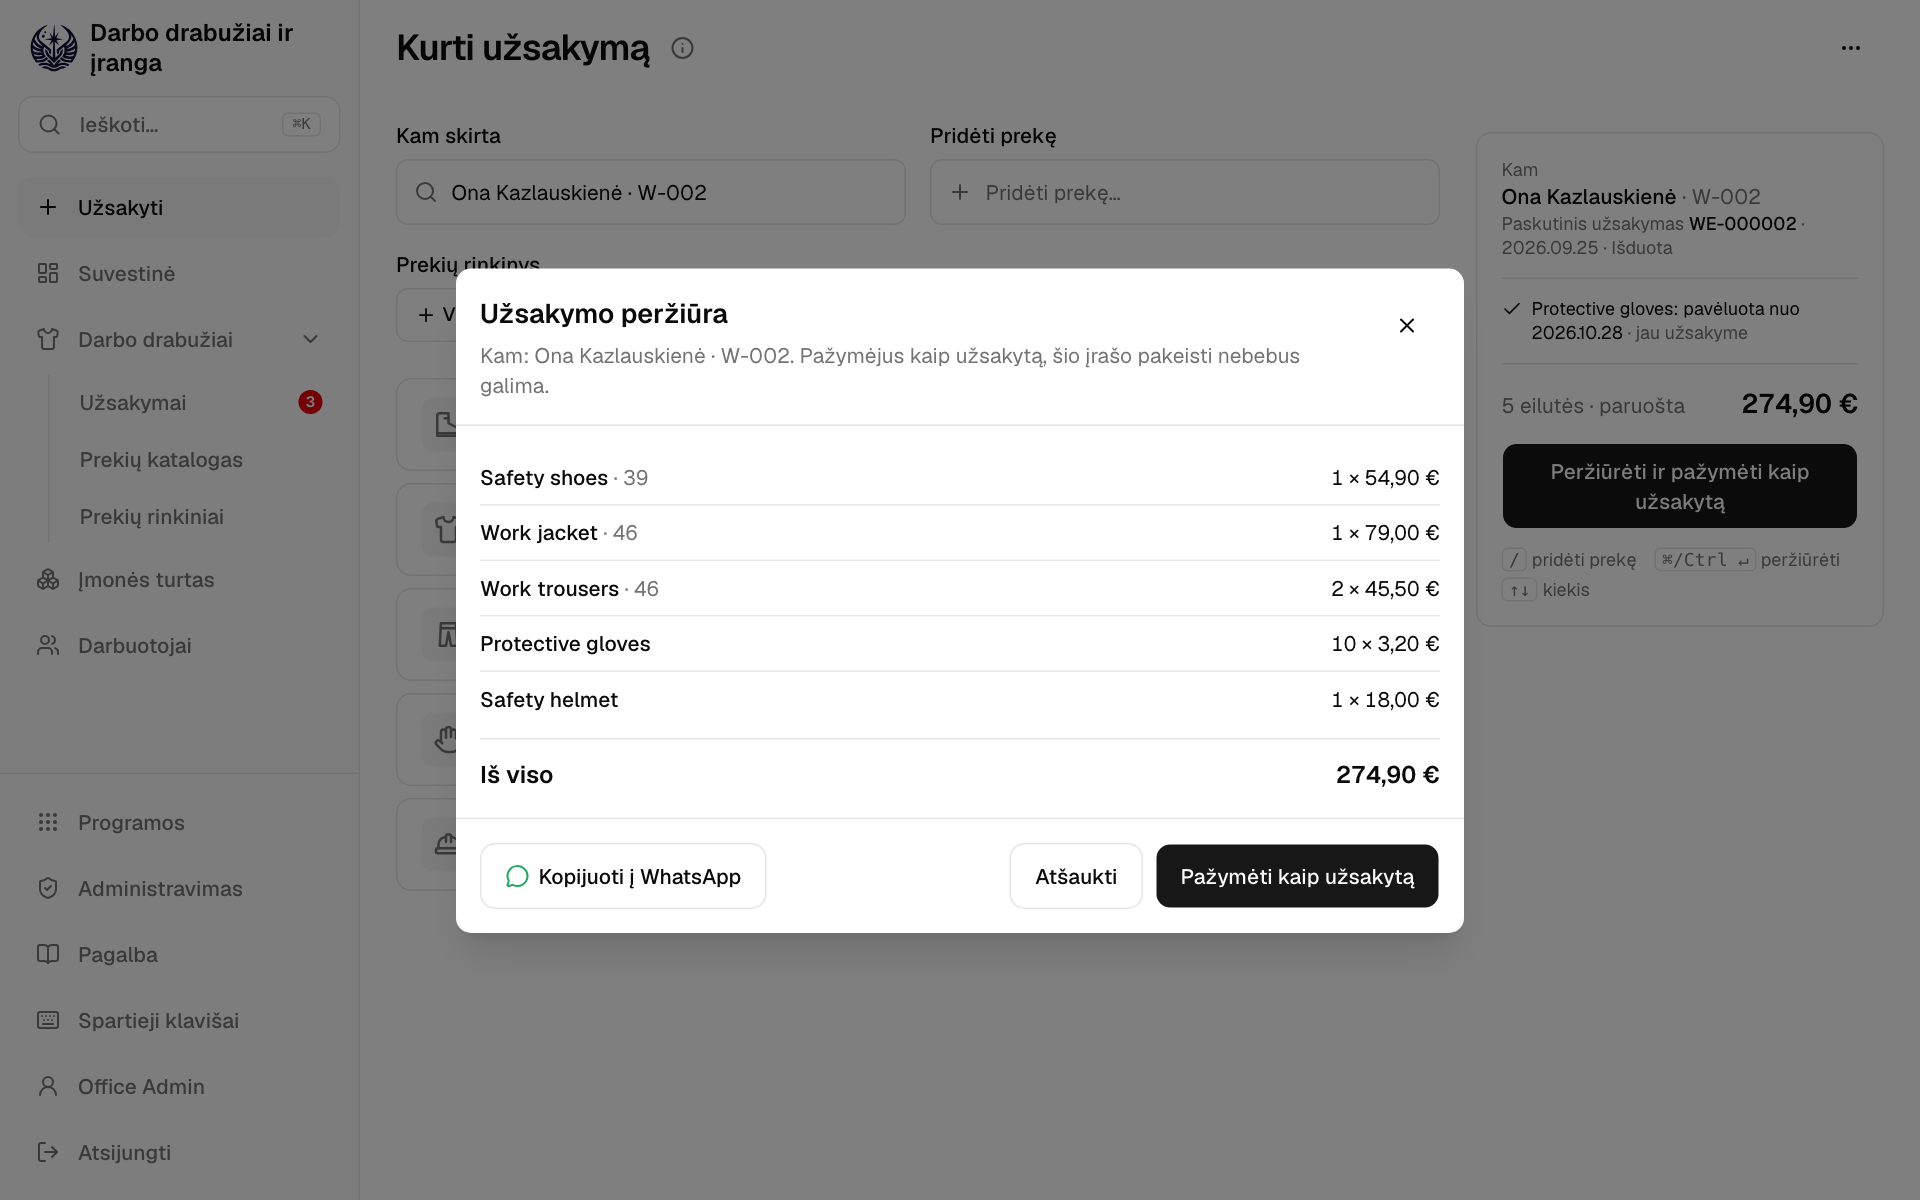 Darbo drabužiai ir
įranga
Ieškoti...
⌘K
Užsakyti
Suvestinė
Darbo drabužiai
Užsakymai
3
Prekių katalogas
Prekių rinkiniai
Įmonės turtas
Darbuotojai
Programos
Administravimas
Pagalba
Spartieji klavišai
Office Admin
Atsijungti
Kurti užsakymą
Kam skirta
Ona Kazlauskienė · W-002
Pridėti prekę
Pridėti prekę...
Prekių rinkinys
Užsakymo peržiūra
Kam: Ona Kazlauskienė · W-002. Pažymėjus kaip užsakytą, šio įrašo pakeisti nebebus
galima.
Safety shoes · 39 1 × 54,90 €
Work jacket · 46 1 × 79,00 €
Work trousers · 46 2 × 45,50 €
Protective gloves 10 × 3,20 €
Safety helmet 1 × 18,00 €
Iš viso 274,90 €
Kopijuoti į WhatsApp
Atšaukti
Pažymėti kaip užsakytą
Kam
Ona Kazlauskienė · W-002
Paskutinis užsakymas WE-000002 ·
2026.09.25 · Išduota
Protective gloves: pavėluota nuo
2026.10.28 · jau užsakyme
5 eilutės · paruošta 274,90 €
Peržiūrėti ir pažymėti kaip
užsakytą
/ pridėti prekę ⌘/Ctrl ↵ peržiūrėti
↑↓ kiekis